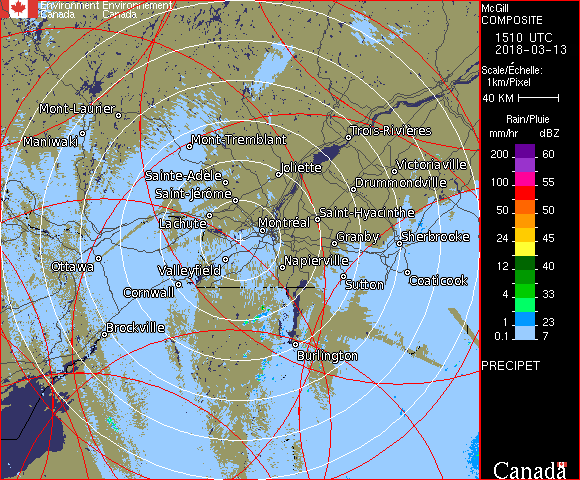 Environment Environnement
Canada Canada
McGill
COMPOSITE
1510 UTC
2018-03-13
Scale/Échelle:
1km/Pixel
40 KM
Rain/Pluie
mm/hr dBZ
200 60
100 55
50 50
24 45
12 40
4 33
1 23
0.1 7
PRECIPET
Canada
Mont-Laurier
Maniwaki
Mont-Tremblant
Trois-Rivières
Sainte-Adèle
Joliette
Victoriaville
Saint-Jérôme
Drummondville
Lachute
Montréal
Saint-Hyacinthe
Granby
Sherbrooke
Ottawa
Valleyfield
Napierville
Sutton
Coaticook
Cornwall
Brockville
Burlington